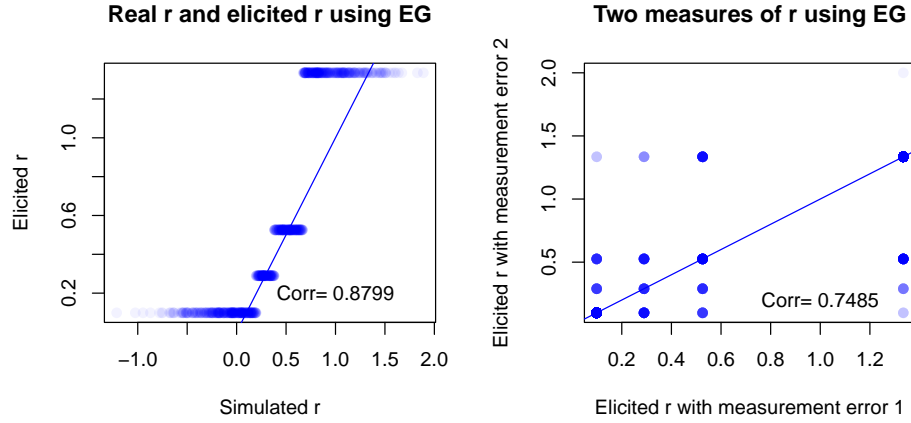 Real r and elicited r using EG
Elicited r
1.0
0.6
0.2
Corr= 0.8799
−1.0 0.0 0.5 1.0 1.5 2.0
Simulated r
Two measures of r using EG
Elicited r with measurement error 2
2.0
1.5
1.0
0.5
Corr= 0.7485
0.2 0.4 0.6 0.8 1.0 1.2
Elicited r with measurement error 1